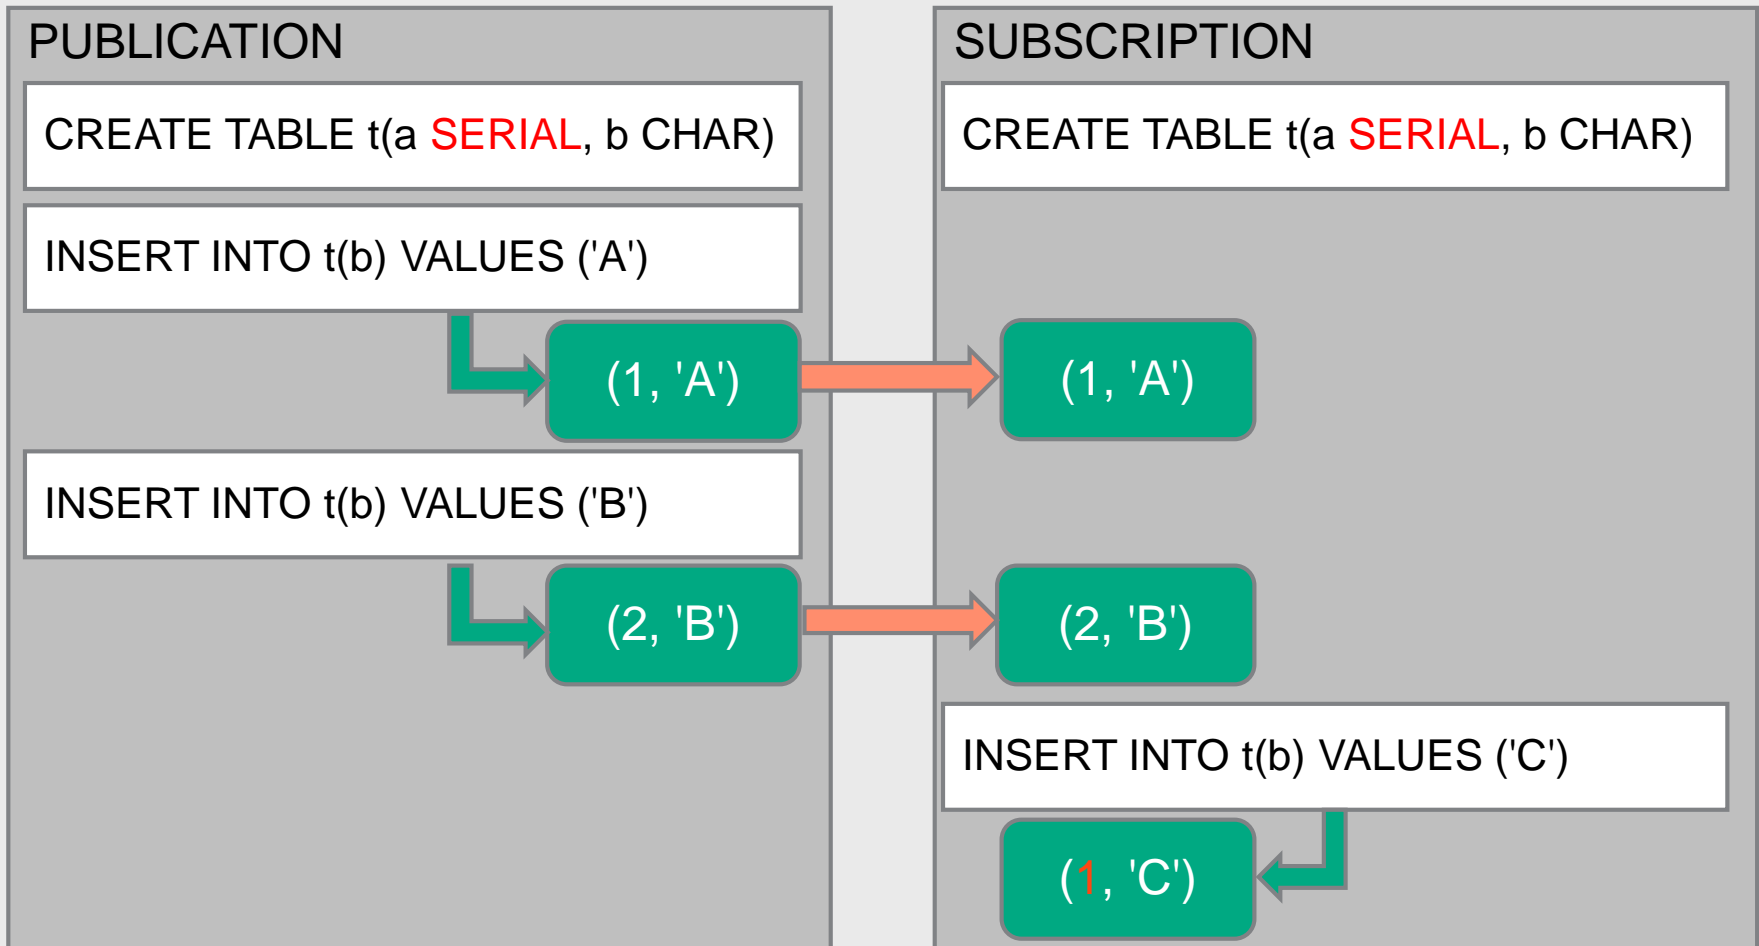 PUBLICATION
CREATE TABLE t(a SERIAL, b CHAR)
INSERT INTO t(b) VALUES ('A')
(1, 'A')
INSERT INTO t(b) VALUES ('B')
(2, 'B')
SUBSCRIPTION
CREATE TABLE t(a SERIAL, b CHAR)
(1, 'A')
(2, 'B')
INSERT INTO t(b) VALUES ('C')
(1, 'C')